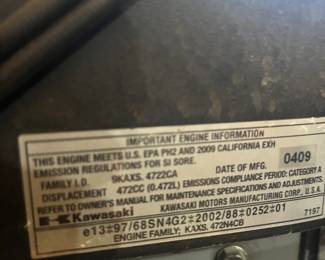 IMPORTANT ENGINE INFORMATION
THIS ENGINE MEETS U.S. EPA PH2 AND 2009 CALIFORNIA EXH
EMISSION REGULATIONS FOR SI SORE.
FAMILY I.D. 9KAXS. 4722CA DATE OF MFG. 0409
DISPLACEMENT 472CC (0.472L) EMISSIONS COMPLIANCE PERIOD: CATEGORY A
REFER TO OWNER'S MANUAL FOR MAINTENANCE SPECIFICATIONS AND ADJUSTMENTS.
Kawasaki KAWASAKI MOTORS MANUFACTURING CORP., U.S.A.
e13*97/68SN4G2*2002/88*0252*01
ENGINE FAMILY; KAXS. 472N4CB 7197